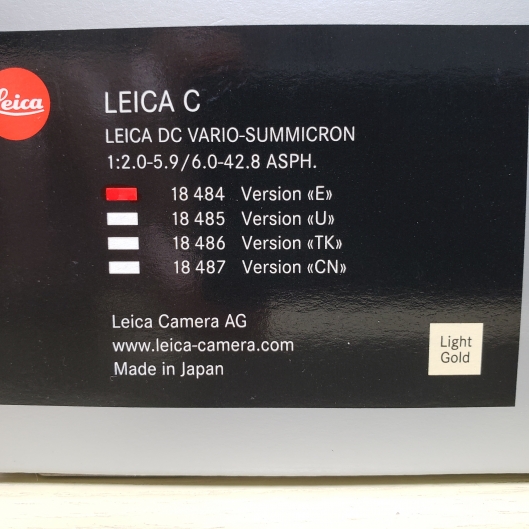 Leica
LEICA C
LEICA DC VARIO-SUMMICRON
1:2.0-5.9/6.0-42.8 ASPH.
18 484 Version «E»
18 485 Version «U»
18 486 Version «TK»
18 487 Version «CN»
Leica Camera AG
www.leica-camera.com
Made in Japan
Light
Gold